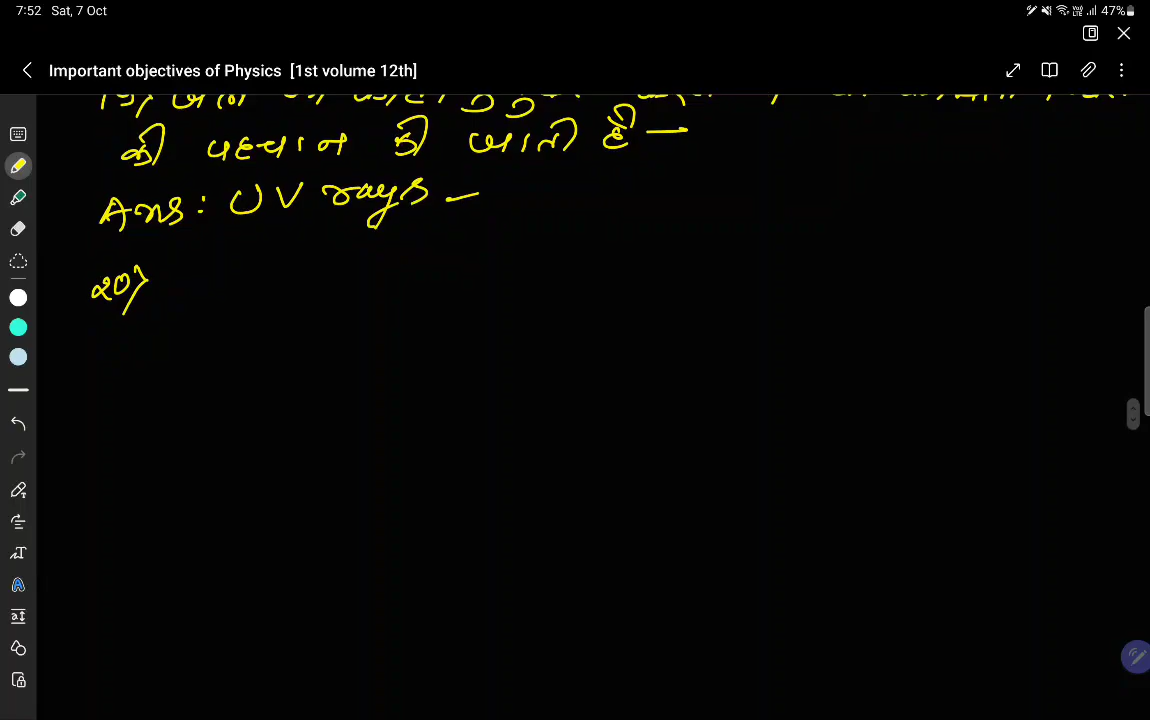 7:52 Sat, 7 Oct
47%
Important objectives of Physics [1st volume 12th]
की पहचान की जाती है —
Ans: UV rays —
20)